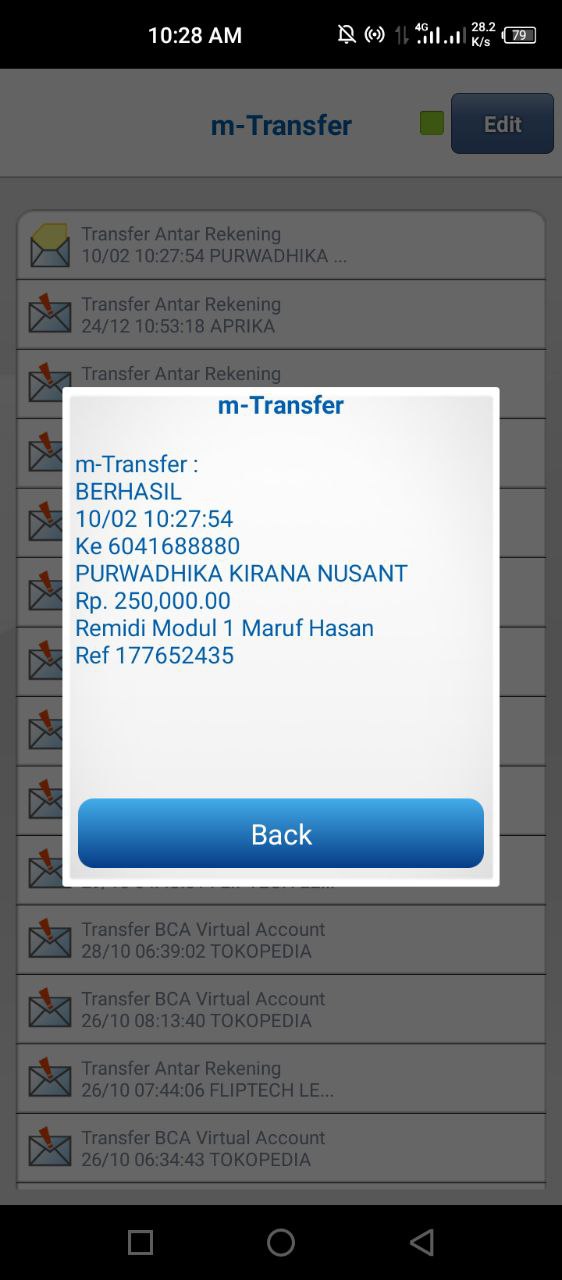 10:28 AM
4G
28.2
K/s
79
m-Transfer
Edit
Transfer Antar Rekening
10/02 10:27:54 PURWADHIKA ...
Transfer Antar Rekening
24/12 10:53:18 APRIKA
Transfer Antar Rekening
m-Transfer
m-Transfer :
BERHASIL
10/02 10:27:54
Ke 6041688880
PURWADHIKA KIRANA NUSANT
Rp. 250,000.00
Remidi Modul 1 Maruf Hasan
Ref 177652435
Back
Transfer BCA Virtual Account
28/10 06:39:02 TOKOPEDIA
Transfer BCA Virtual Account
26/10 08:13:40 TOKOPEDIA
Transfer Antar Rekening
26/10 07:44:06 FLIPTECH LE...
Transfer BCA Virtual Account
26/10 06:34:43 TOKOPEDIA